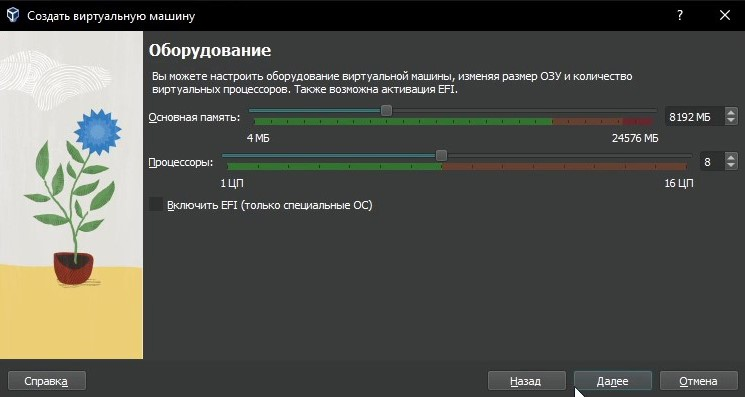 Создать виртуальную машину
?
Оборудование
Вы можете настроить оборудование виртуальной машины, изменяя размер ОЗУ и количество
виртуальных процессоров. Также возможна активация EFI.
Основная память:
8192 МБ
4 МБ
24576 МБ
Процессоры:
8
1 ЦП
16 ЦП
Включить EFI (только специальные ОС)
Справка
Назад
Далее
Отмена